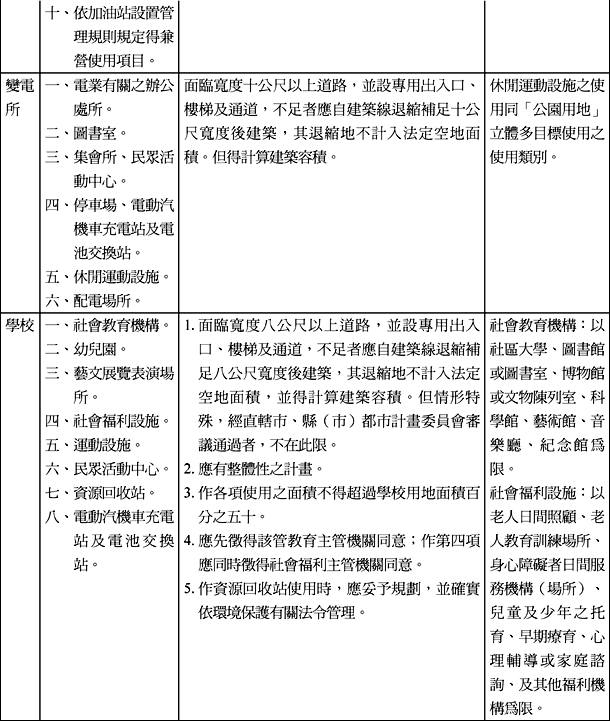 十、依加油站設置管
理規則規定得兼
營使用項目。
變電
所
一、電業有關之辦公
處所。
二、圖書室。
三、集會所、民眾活
動中心。
四、停車場、電動汽
機車充電站及電
池交換站。
五、休閒運動設施。
六、配電場所。
面臨寬度十公尺以上道路，並設專用出入口、
樓梯及通道，不足者應自建築線退縮補足十公
尺寬度後建築，其退縮地不計入法定空地面
積。但得計算建築容積。
休閒運動設施之使
用同「公園用地」
立體多目標使用之
使用類別。
學校
一、社會教育機構。
二、幼兒園。
三、藝文展覽表演場
所。
四、社會福利設施。
五、運動設施。
六、民眾活動中心。
七、資源回收站。
八、電動汽機車充電
站及電池交換
站。
1. 面臨寬度八公尺以上道路，並設專用出入
口、樓梯及通道，不足者應自建築線退縮補
足八公尺寬度後建築，其退縮地不計入法定
空地面積，並得計算建築容積。但情形特
殊，經直轄市、縣（市）都市計畫委員會審
議通過者，不在此限。
2. 應有整體性之計畫。
3. 作各項使用之面積不得超過學校用地面積百
分之五十。
4. 應先徵得該管教育主管機關同意；作第四項
應同時徵得社會福利主管機關同意。
5. 作資源回收站使用時，應妥予規劃，並確實
依環境保護有關法令管理。
社會教育機構：以
社區大學、圖書館
或圖書室、博物館
或文物陳列室、科
學館、藝術館、音
樂廳、紀念館為
限。
社會福利設施：以
老人日間照顧、老
人教育訓練場所、
身心障礙者日間服
務機構（場所）、
兒童及少年之托
育、早期療育、心
理輔導或家庭諮
詢、及其他福利機
構為限。